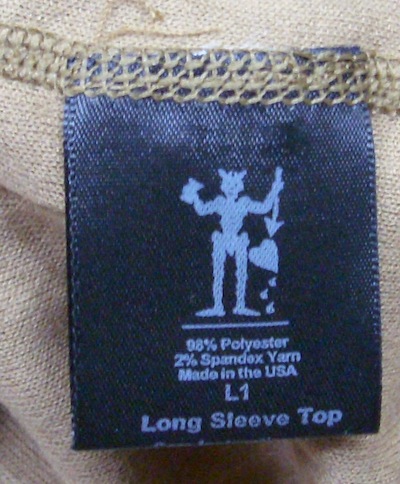 98% Polyester
2% Spandex Yarn
Made in the USA
L1
Long Sleeve Top